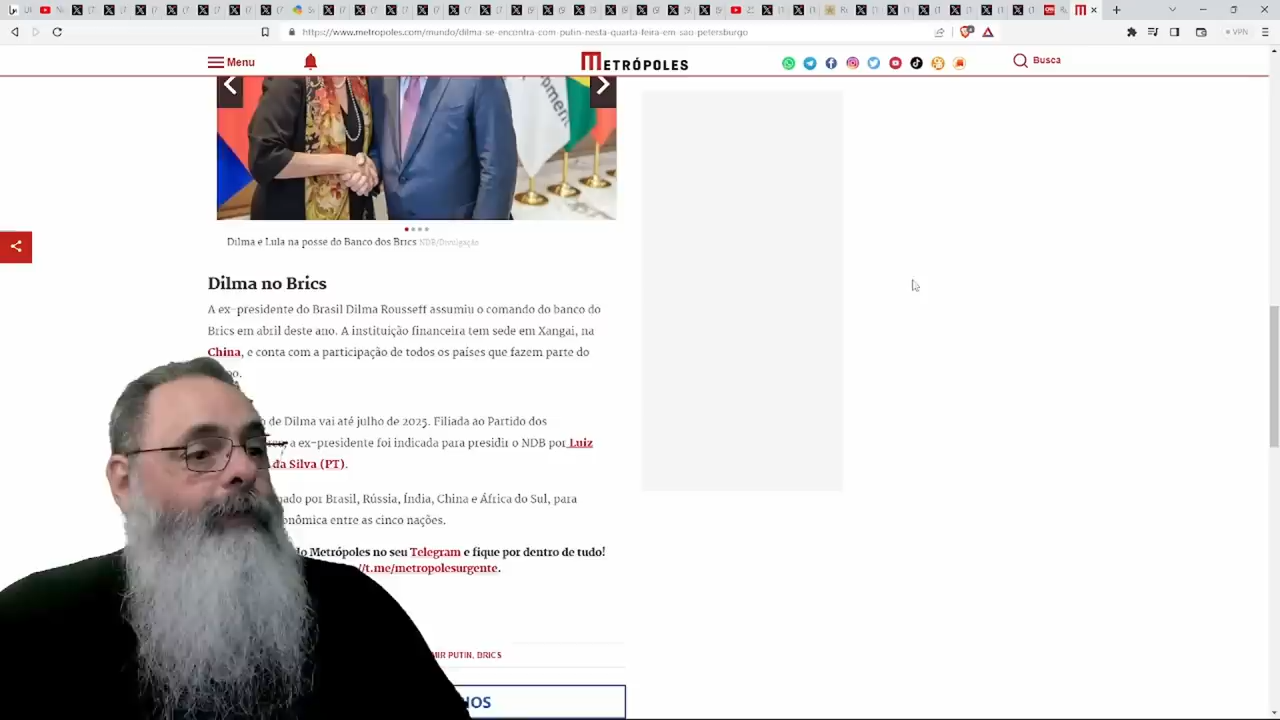 https://www.metropoles.com/mundo/dilma-se-encontra-com-putin-nesta-quarta-feira-em-sao-petersburgo
VPN
Menu
METRÓPOLES
Busca
Dilma e Lula na posse do Banco dos Brics NDB/Divulgação
Dilma no Brics
A ex-presidente do Brasil Dilma Rousseff assumiu o comando do banco do
Brics em abril deste ano. A instituição financeira tem sede em Xangai, na
China, e conta com a participação de todos os países que fazem parte do
de Dilma vai até julho de 2025. Filiada ao Partido dos
a ex-presidente foi indicada para presidir o NDB por Luiz
da Silva (PT).
por Brasil, Rússia, Índia, China e África do Sul, para
entre as cinco nações.
Metrópoles no seu Telegram e fique por dentro de tudo!
//t.me/metropolesurgente.
PUTIN, BRICS